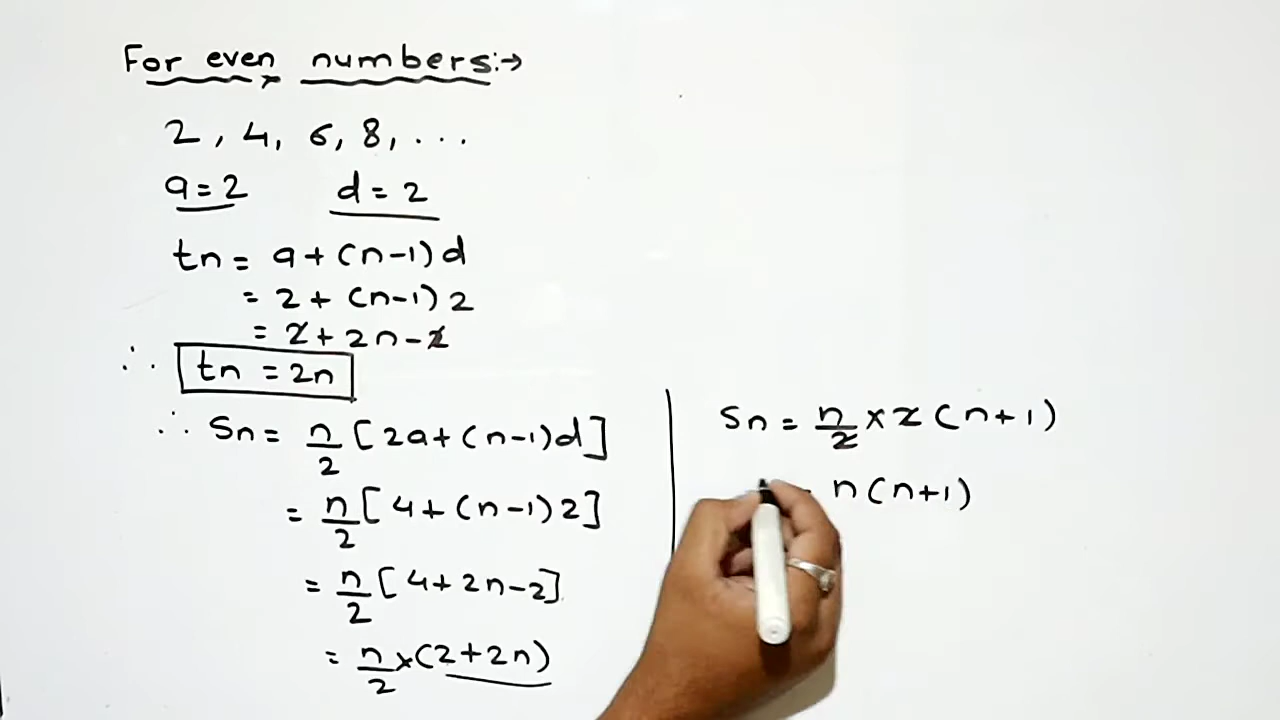 For even numbers:→
2, 4, 6, 8, ...
a = 2 d = 2
tn = a + (n-1)d
= 2 + (n-1) 2
= 2 + 2n - 2
∴ tn = 2n
∴ Sn = n/2 [2a + (n-1)d]
= n/2 [4 + (n-1) 2]
= n/2 [4 + 2n - 2]
= n/2 × (2 + 2n)
Sn = n/2 × 2 (n+1)
n (n+1)